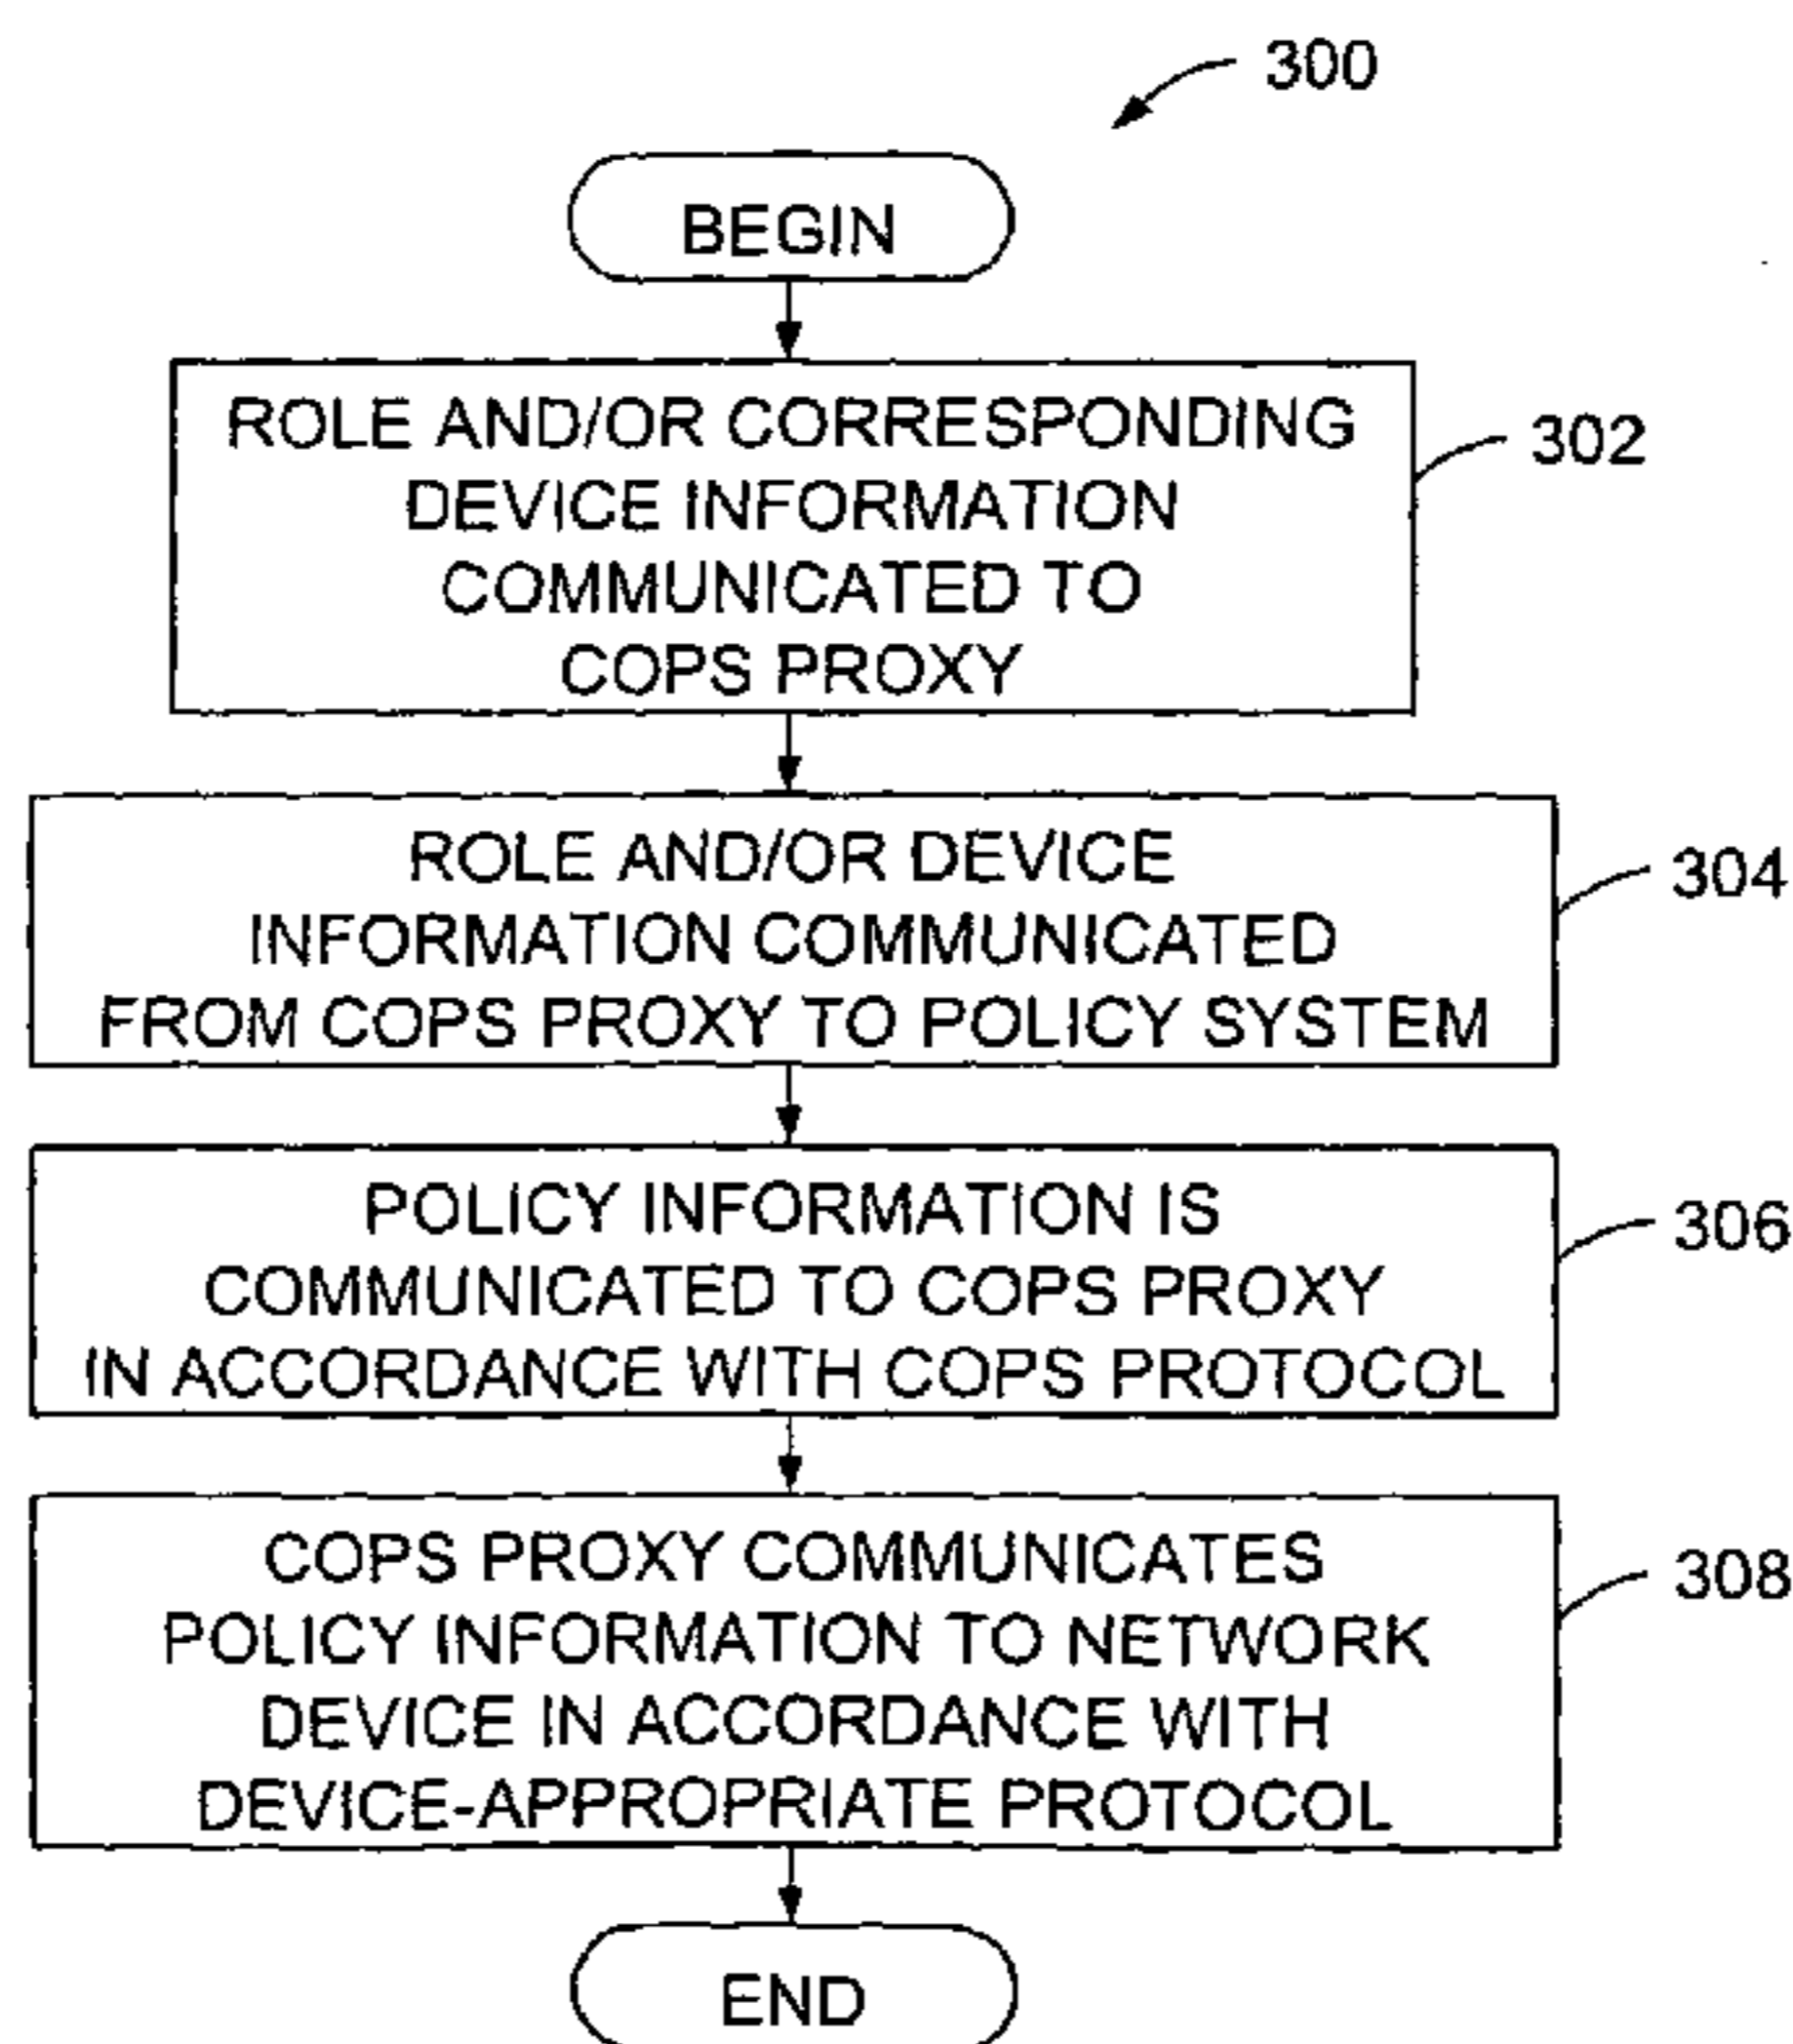 300
BEGIN
ROLE AND/OR CORRESPONDING
DEVICE INFORMATION
COMMUNICATED TO
COPS PROXY
302
ROLE AND/OR DEVICE
INFORMATION COMMUNICATED
FROM COPS PROXY TO POLICY SYSTEM
304
POLICY INFORMATION IS
COMMUNICATED TO COPS PROXY
IN ACCORDANCE WITH COPS PROTOCOL
306
COPS PROXY COMMUNICATES
POLICY INFORMATION TO NETWORK
DEVICE IN ACCORDANCE WITH
DEVICE-APPROPRIATE PROTOCOL
308
END